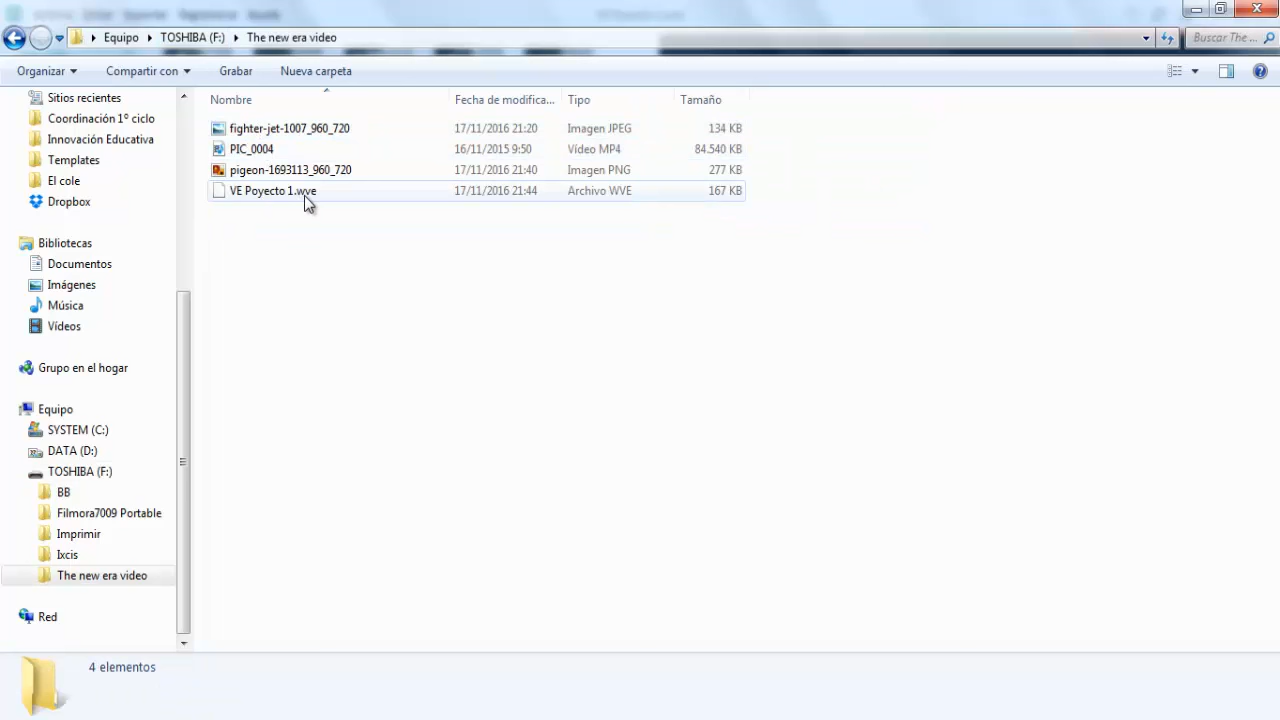 Equipo TOSHIBA (F:) The new era video Buscar The ...
Organizar Compartir con Grabar Nueva carpeta
Nombre Fecha de modifica... Tipo Tamaño
Sitios recientes
Coordinación 1º ciclo
Innovación Educativa
Templates
El cole
Dropbox
Bibliotecas
Documentos
Imágenes
Música
Vídeos
Grupo en el hogar
Equipo
SYSTEM (C:)
DATA (D:)
TOSHIBA (F:)
BB
Filmora7009 Portable
Imprimir
Ixcis
The new era video
Red
fighter-jet-1007_960_720 17/11/2016 21:20 Imagen JPEG 134 KB
PIC_0004 16/11/2015 9:50 Vídeo MP4 84.540 KB
pigeon-1693113_960_720 17/11/2016 21:40 Imagen PNG 277 KB
VE Poyecto 1.wve 17/11/2016 21:44 Archivo WVE 167 KB
4 elementos